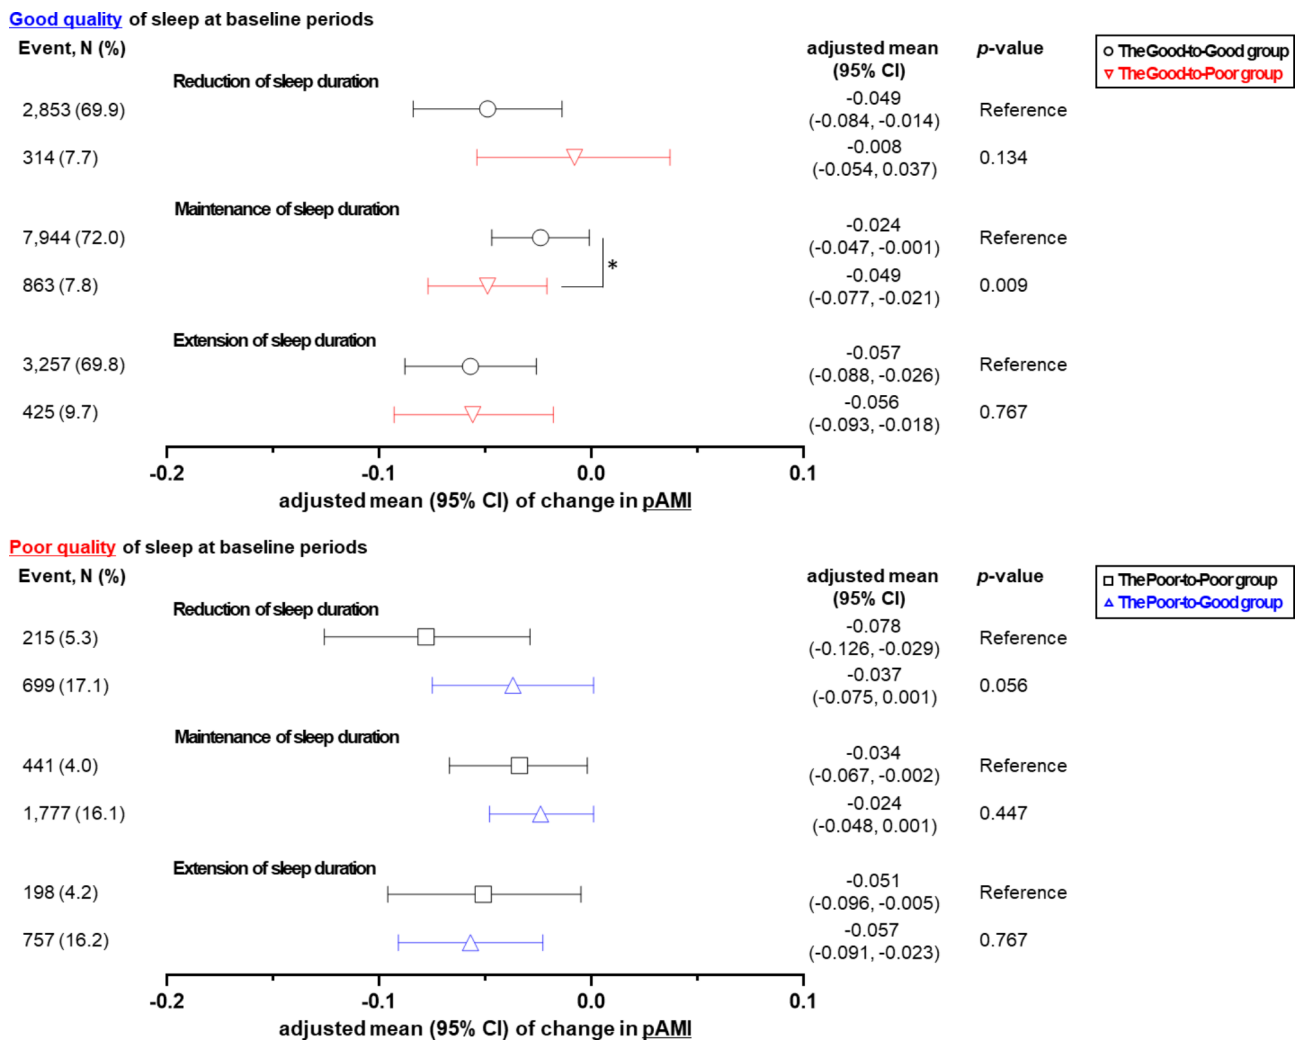 Good quality of sleep at baseline periods
Event, N (%)
adjusted mean
(95% CI)
p-value
The Good-to-Good group
The Good-to-Poor group
Reduction of sleep duration
2,853 (69.9)
-0.049
(-0.084, -0.014)
Reference
314 (7.7)
-0.008
(-0.054, 0.037)
0.134
Maintenance of sleep duration
7,944 (72.0)
-0.024
(-0.047, -0.001)
Reference
*
863 (7.8)
-0.049
(-0.077, -0.021)
0.009
Extension of sleep duration
3,257 (69.8)
-0.057
(-0.088, -0.026)
Reference
425 (9.7)
-0.056
(-0.093, -0.018)
0.767
-0.2 -0.1 0.0 0.1
adjusted mean (95% CI) of change in pAMI
Poor quality of sleep at baseline periods
Event, N (%)
adjusted mean
(95% CI)
p-value
The Poor-to-Poor group
The Poor-to-Good group
Reduction of sleep duration
215 (5.3)
-0.078
(-0.126, -0.029)
Reference
699 (17.1)
-0.037
(-0.075, 0.001)
0.056
Maintenance of sleep duration
441 (4.0)
-0.034
(-0.067, -0.002)
Reference
1,777 (16.1)
-0.024
(-0.048, 0.001)
0.447
Extension of sleep duration
198 (4.2)
-0.051
(-0.096, -0.005)
Reference
757 (16.2)
-0.057
(-0.091, -0.023)
0.767
-0.2 -0.1 0.0 0.1
adjusted mean (95% CI) of change in pAMI